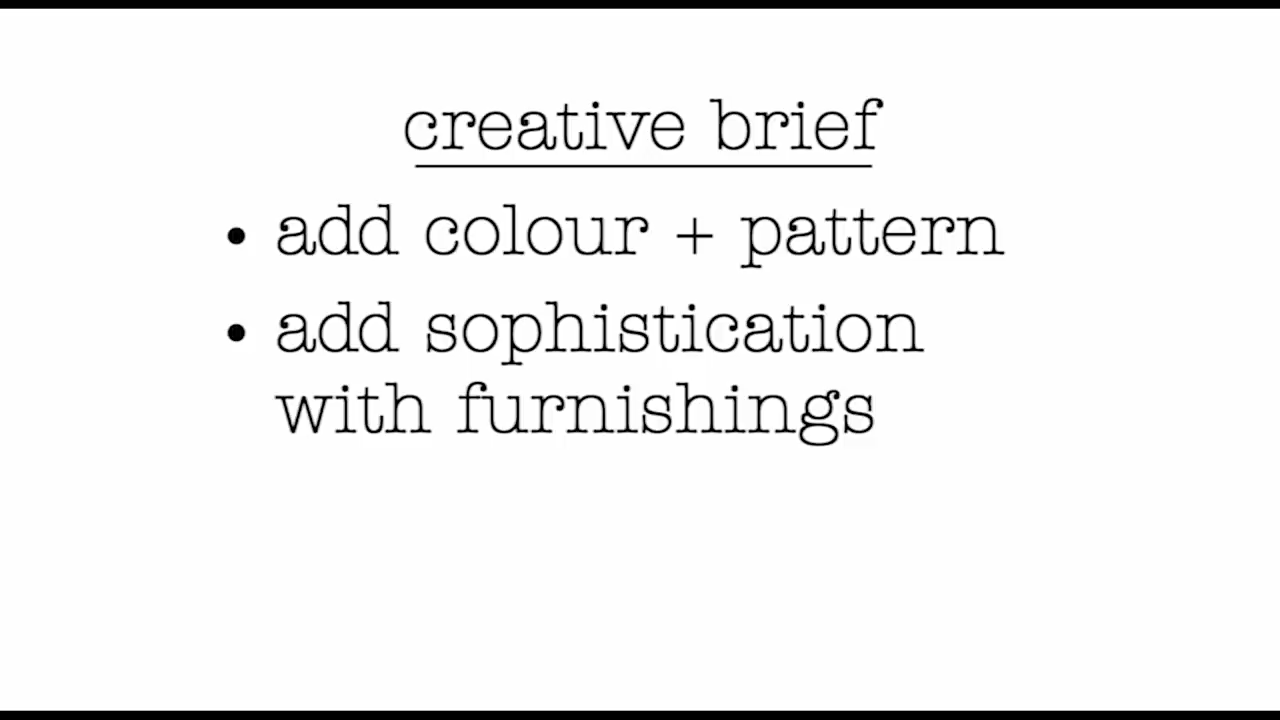 creative brief
• add colour + pattern
• add sophistication
with furnishings